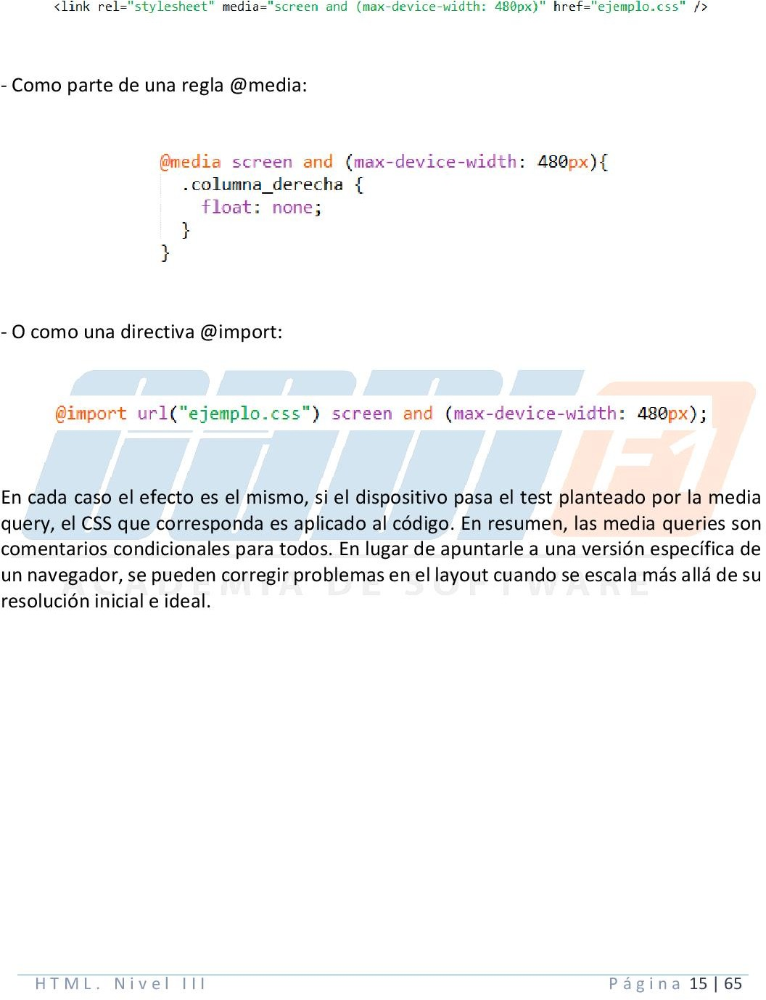 <link rel="stylesheet" media="screen and (max-device-width: 480px)" href="ejemplo.css" />
- Como parte de una regla @media:
@media screen and (max-device-width: 480px){
.columna_derecha {
float: none;
}
}
- O como una directiva @import:
@import url("ejemplo.css") screen and (max-device-width: 480px);
En cada caso el efecto es el mismo, si el dispositivo pasa el test planteado por la media
query, el CSS que corresponda es aplicado al código. En resumen, las media queries son
comentarios condicionales para todos. En lugar de apuntarle a una versión específica de
un navegador, se pueden corregir problemas en el layout cuando se escala más allá de su
resolución inicial e ideal.
ACADEMIA DE SOFTWARE
HTML. Nivel III
Página 15 | 65